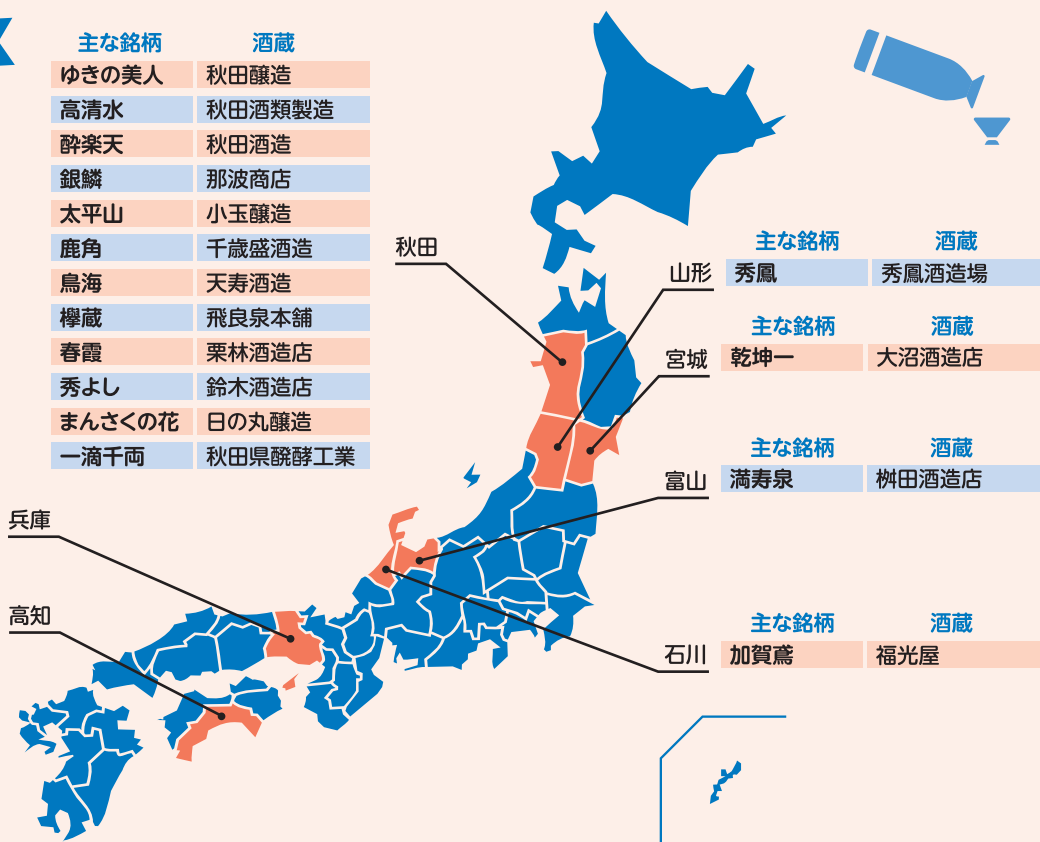 主な銘柄 酒蔵
ゆきの美人 秋田醸造
高清水 秋田酒類製造
酔楽天 秋田酒造
銀鱗 那波商店
太平山 小玉醸造
鹿角 千歳盛酒造
鳥海 天寿酒造
欅蔵 飛良泉本舗
春霞 栗林酒造店
秀よし 鈴木酒造店
まんさくの花 日の丸醸造
一滴千両 秋田県醗酵工業
秋田
山形
主な銘柄 酒蔵
秀鳳 秀鳳酒造場
宮城
主な銘柄 酒蔵
乾坤一 大沼酒造店
富山
主な銘柄 酒蔵
満寿泉 桝田酒造店
石川
主な銘柄 酒蔵
加賀鳶 福光屋
兵庫
高知